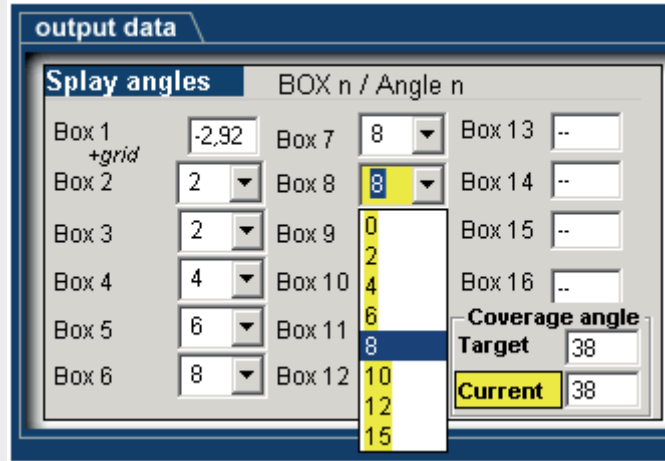 output data
Splay angles BOX n / Angle n
Box 1 -2,92
+grid
Box 2 2
Box 3 2
Box 4 4
Box 5 6
Box 6 8
Box 7 8
Box 8 8
Box 9
Box 10
Box 11
Box 12
0
2
4
6
8
10
12
15
Box 13 --
Box 14 --
Box 15 --
Box 16 --
Coverage angle
Target 38
Current 38